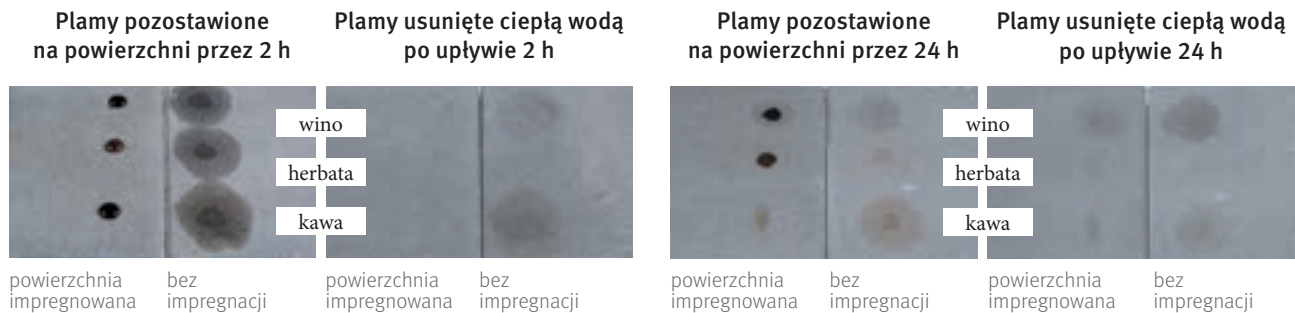 Plamy pozostawione
na powierzchni przez 2 h
Plamy usunięte ciepłą wodą
po upływie 2 h
Plamy pozostawione
na powierzchni przez 24 h
Plamy usunięte ciepłą wodą
po upływie 24 h
wino
herbata
kawa
wino
herbata
kawa
powierzchnia
impregnowana
bez
impregnacji
powierzchnia
impregnowana
bez
impregnacji
powierzchnia
impregnowana
bez
impregnacji
powierzchnia
impregnowana
bez
impregnacji